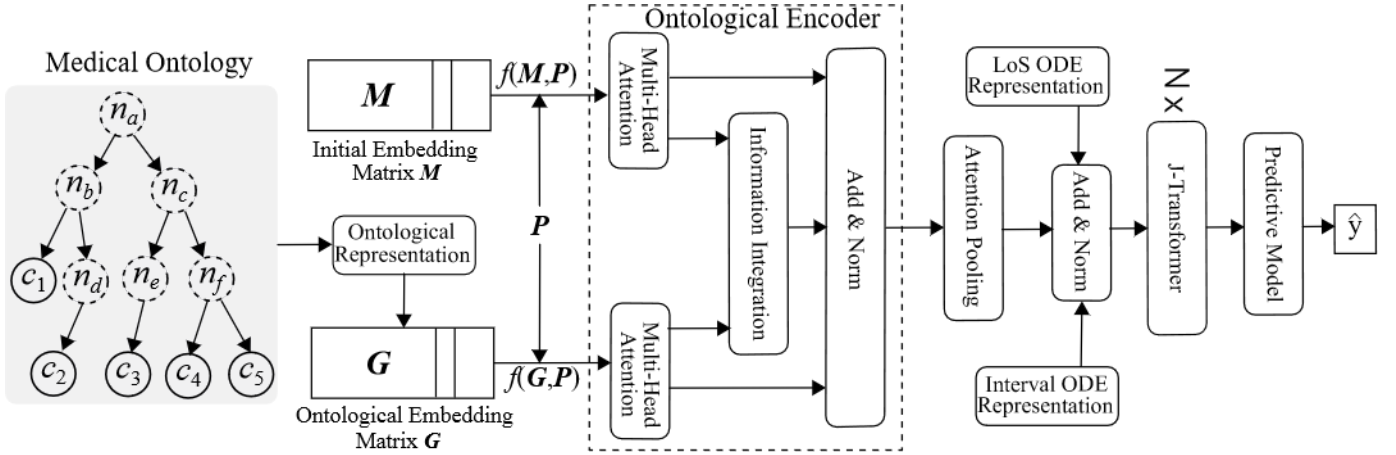 Medical Ontology
n_a
n_b
n_c
c_1
n_d
n_e
n_f
c_2
c_3
c_4
c_5
M
Initial Embedding
Matrix M
Ontological
Representation
G
Ontological Embedding
Matrix G
f(M,P)
P
f(G,P)
Ontological Encoder
Multi-Head
Attention
Multi-Head
Attention
Information Integration
Add & Norm
Attention Pooling
LoS ODE
Representation
Add & Norm
Interval ODE
Representation
N x
J-Transformer
Predictive Model
ŷ